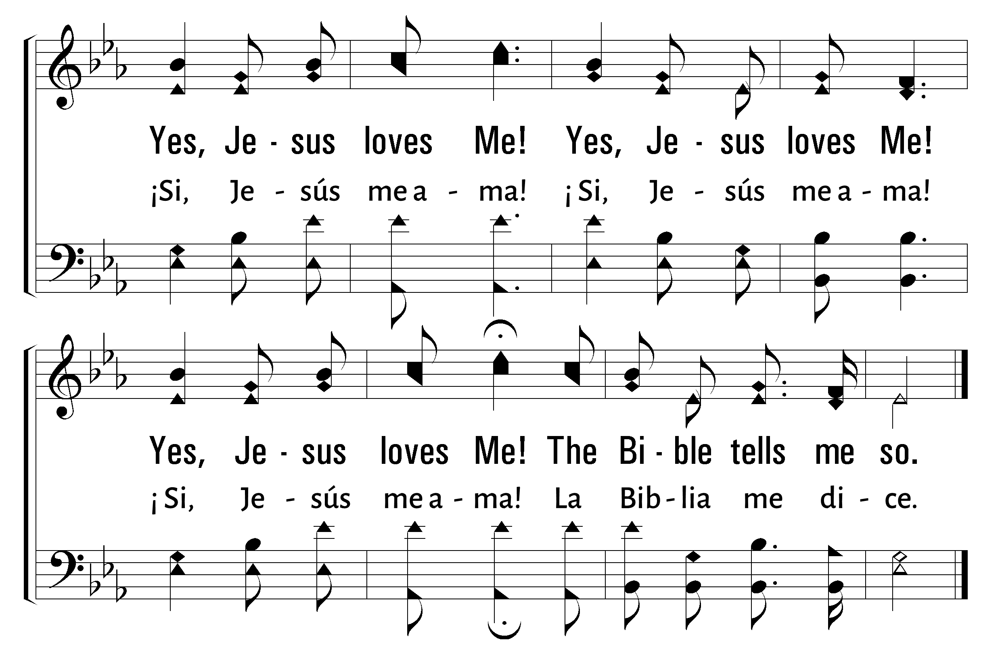 Yes, Je - sus loves Me! Yes, Je - sus loves Me!
¡Si, Je - sús me a - ma! ¡Si, Je - sús me a - ma!
Yes, Je - sus loves Me! The Bi - ble tells me so.
¡Si, Je - sús me a - ma! La Bib - lia me di - ce.